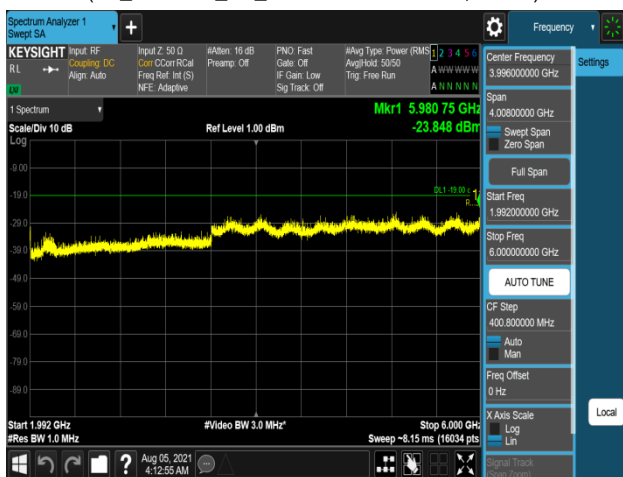 Spectrum Analyzer 1
Swept SA
Frequency
KEYSIGHT
Input: RF
Input Z: 50 Ω
#Atten: 16 dB
PNO: Fast
#Avg Type: Power (RMS
1 2 3 4 5 6
RL
Coupling: DC
Corr CCorr RCal
Preamp: Off
Gate: Off
Avg|Hold: 50/50
A W W W W W
Align: Auto
Freq Ref: Int (S)
IF Gain: Low
Trig: Free Run
LXI
NFE: Adaptive
Sig Track: Off
A N N N N N
1 Spectrum
Mkr1 5.980 75 GHz
Scale/Div 10 dB
Ref Level 1.00 dBm
-23.848 dBm
Log
-9.00
-19.0
DL1 -19.00
1
-29.0
-39.0
-49.0
-59.0
-69.0
-79.0
-89.0
Start 1.992 GHz
#Video BW 3.0 MHz*
Stop 6.000 GHz
#Res BW 1.0 MHz
Sweep ~8.15 ms (16034 pts
Aug 05, 2021
4:12:55 AM
Center Frequency
3.996000000 GHz
Settings
Span
4.00800000 GHz
Swept Span
Zero Span
Full Span
Start Freq
1.992000000 GHz
Stop Freq
6.000000000 GHz
AUTO TUNE
CF Step
400.800000 MHz
Auto
Man
Freq Offset
0 Hz
X Axis Scale
Log
Lin
Local
Signal Track
(Span Zoom)